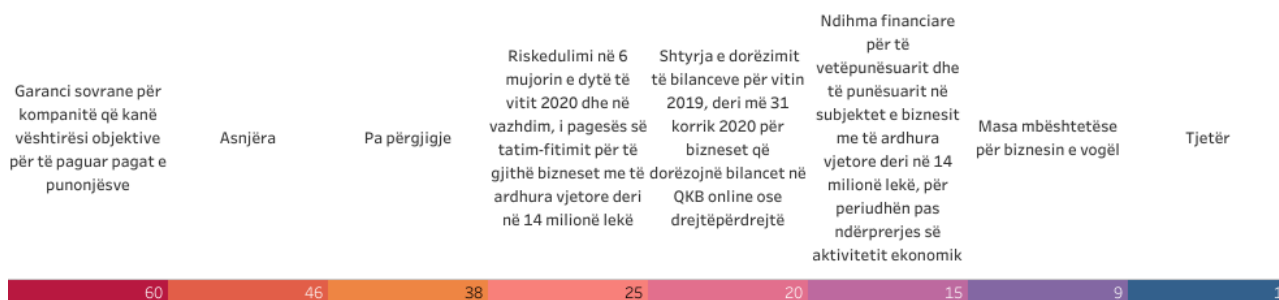 Garanci sovrane për
kompanitë që kanë
vështirësi objektive
për të paguar pagat e
punonjësve
Asnjëra
Pa përgjigje
Riskedulimi në 6
mujorin e dytë të
vitit 2020 dhe në
vazhdim, i pagesës së
tatim-fitimit për të
gjithë bizneset me të
ardhura vjetore deri
në 14 milionë lekë
Shtyrja e dorëzimit
të bilanceve për vitin
2019, deri më 31
korrik 2020 për
bizneset që
dorëzojnë bilancet në
QKB online ose
drejtëpërdrejtë
Ndihma financiare
për të
vetëpunësuarit dhe
të punësuarit në
subjektet e biznesit
me të ardhura
vjetore deri në 14
milionë lekë, për
periudhën pas
ndërprerjes së
aktivitetit ekonomik
Masa mbështetëse
për biznesin e vogël
Tjetër
60
46
38
25
20
15
9